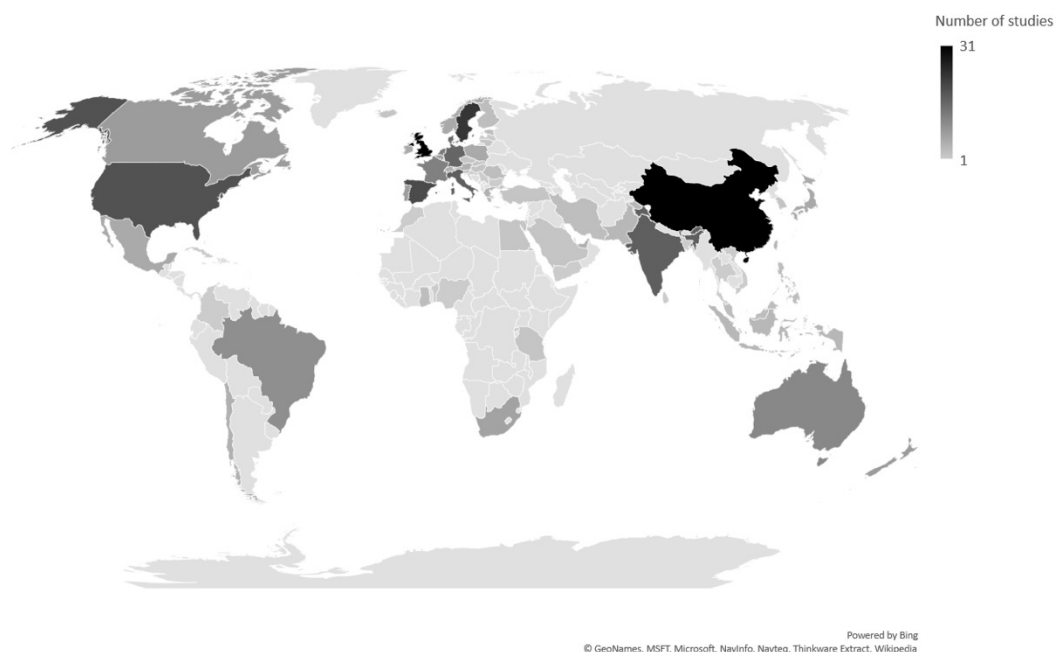 Number of studies
31
1
Powered by Bing
© GeoNames, MSFT, Microsoft, NavInfo, Navteq, Thinkware Extract, Wikipedia